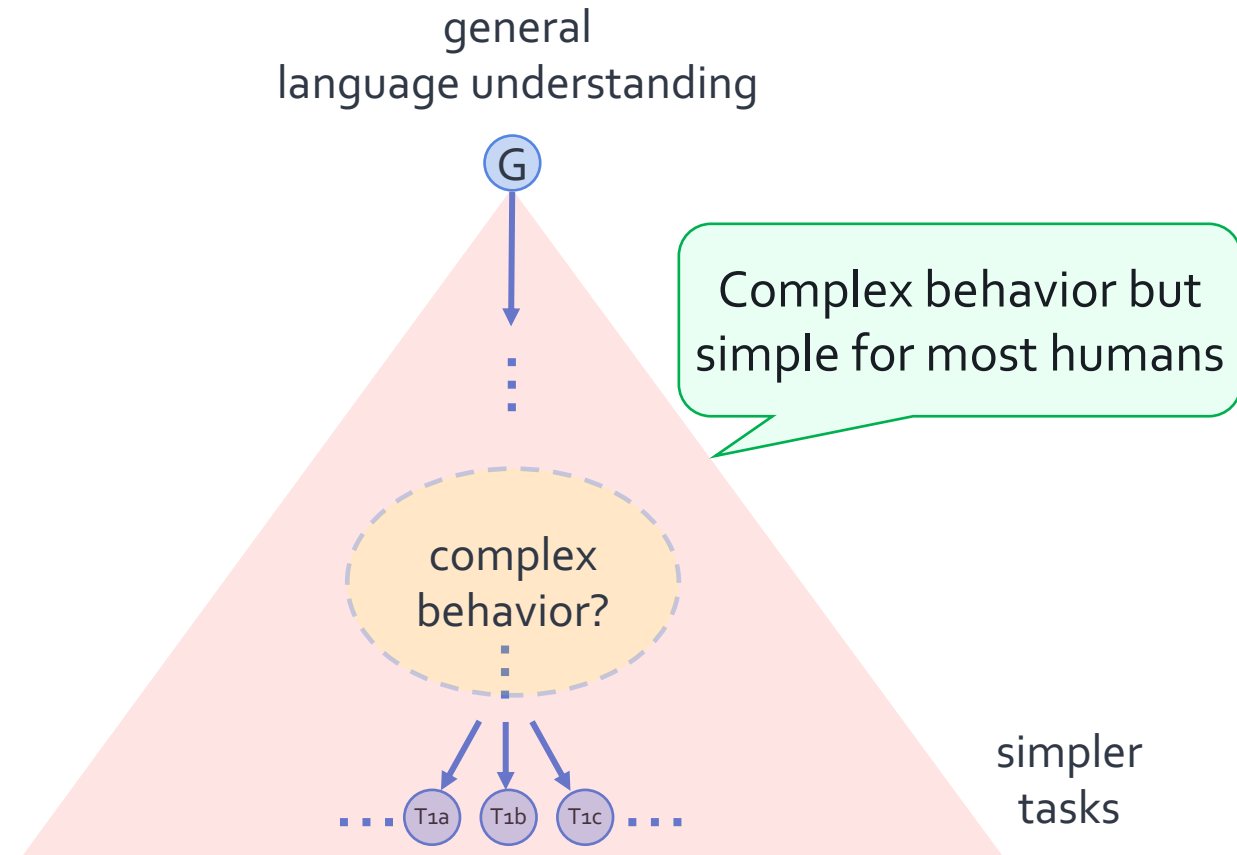 general
language understanding
G
Complex behavior but
simple for most humans
complex
behavior?
simpler
tasks
T1a T1b T1c